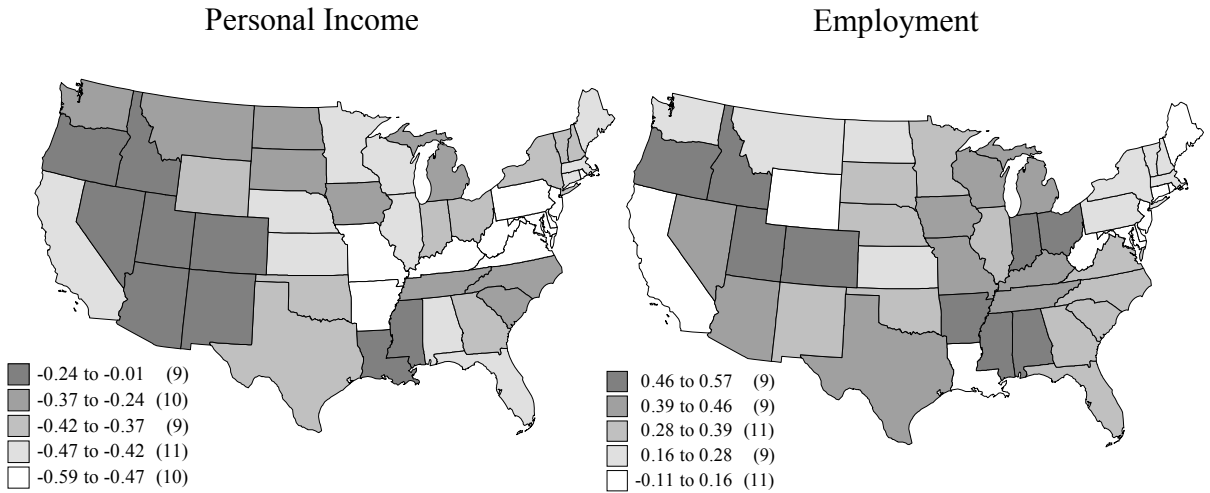 Personal Income
Employment
-0.24 to -0.01 (9)
-0.37 to -0.24 (10)
-0.42 to -0.37 (9)
-0.47 to -0.42 (11)
-0.59 to -0.47 (10)
0.46 to 0.57 (9)
0.39 to 0.46 (9)
0.28 to 0.39 (11)
0.16 to 0.28 (9)
-0.11 to 0.16 (11)